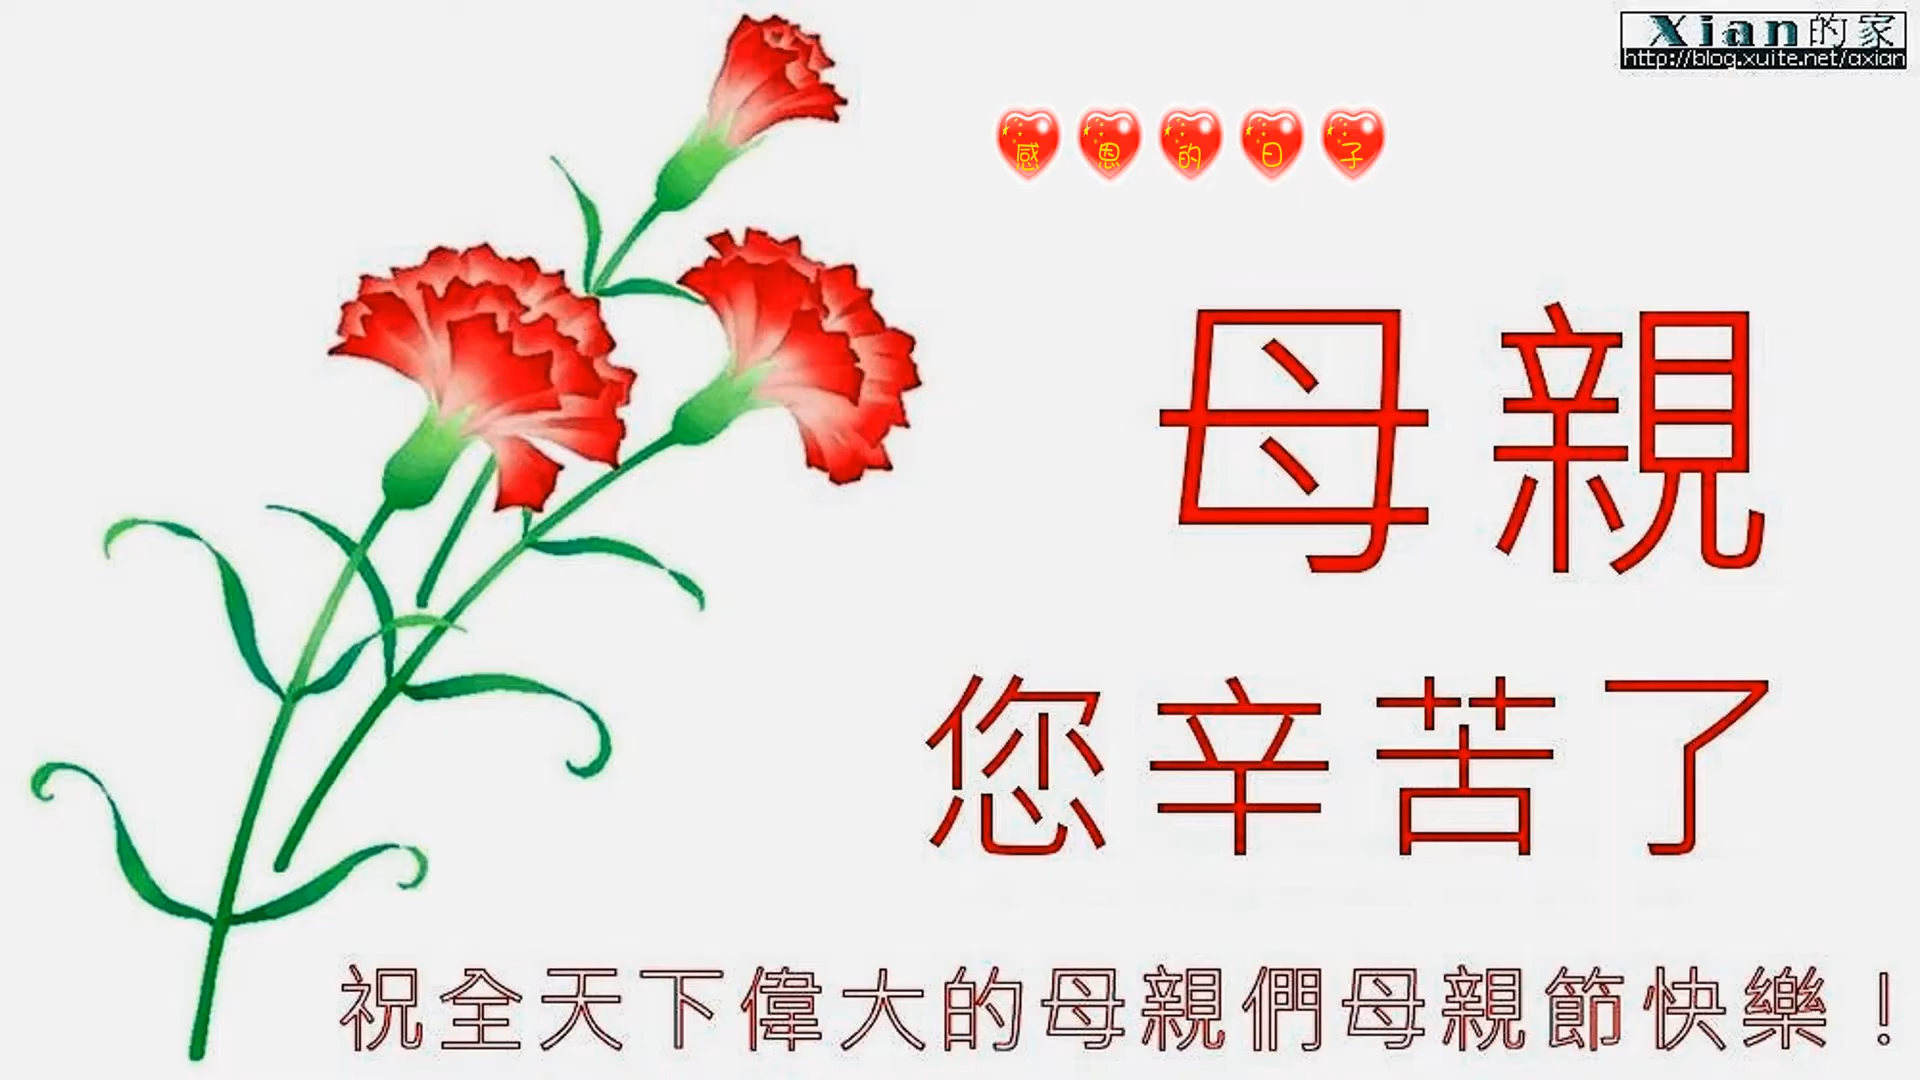 Xian的家
http://blog.xuite.net/axian
感恩的日子
母親
您辛苦了
祝全天下偉大的母親們母親節快樂！